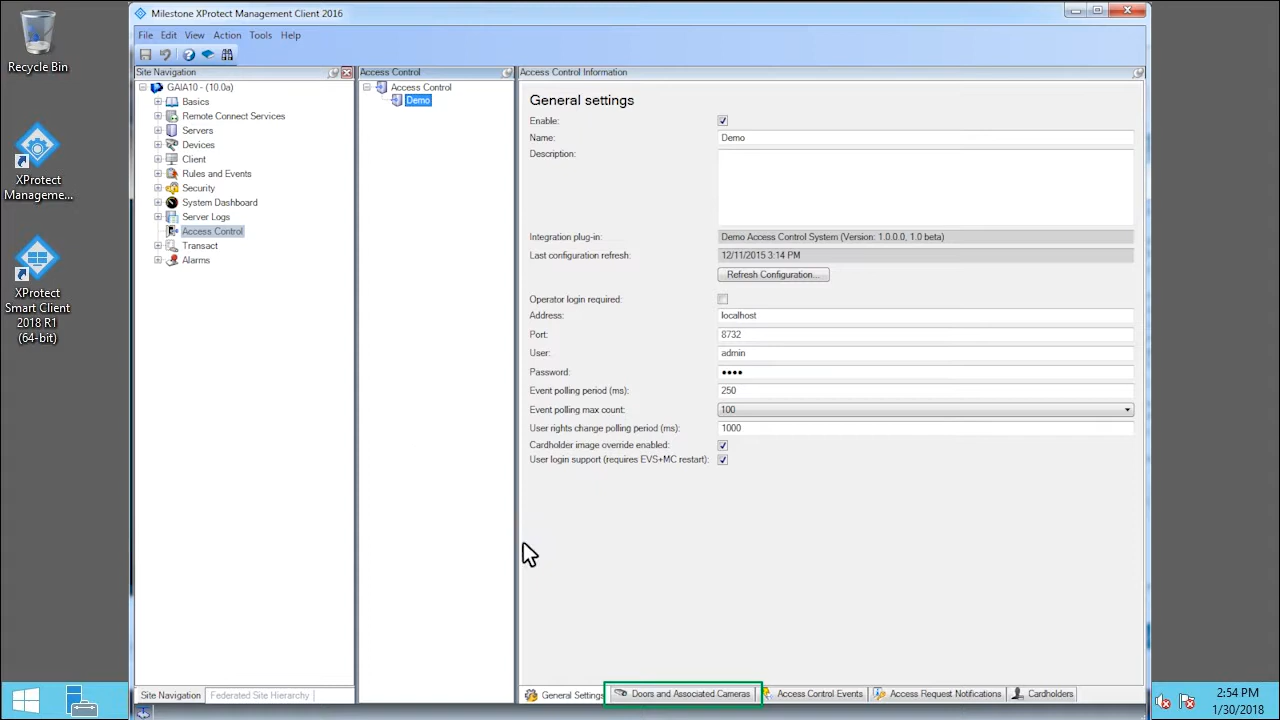 Recycle Bin
XProtect
Manageme...
XProtect
Smart Client
2018 R1
(64-bit)
Milestone XProtect Management Client 2016
File Edit View Action Tools Help
Site Navigation
GAIA10 - (10.0a)
Basics
Remote Connect Services
Servers
Devices
Client
Rules and Events
Security
System Dashboard
Server Logs
Access Control
Transact
Alarms
Site Navigation Federated Site Hierarchy
Access Control
Access Control
Demo
Access Control Information
General settings
Enable:
Name: Demo
Description:
Integration plug-in: Demo Access Control System (Version: 1.0.0.0, 1.0 beta)
Last configuration refresh: 12/11/2015 3:14 PM
Refresh Configuration...
Operator login required:
Address: localhost
Port: 8732
User: admin
Password: ••••
Event polling period (ms): 250
Event polling max count: 100
User rights change polling period (ms): 1000
Cardholder image override enabled:
User login support (requires EVS+MC restart):
General Settings Doors and Associated Cameras Access Control Events Access Request Notifications Cardholders
2:54 PM
1/30/2018